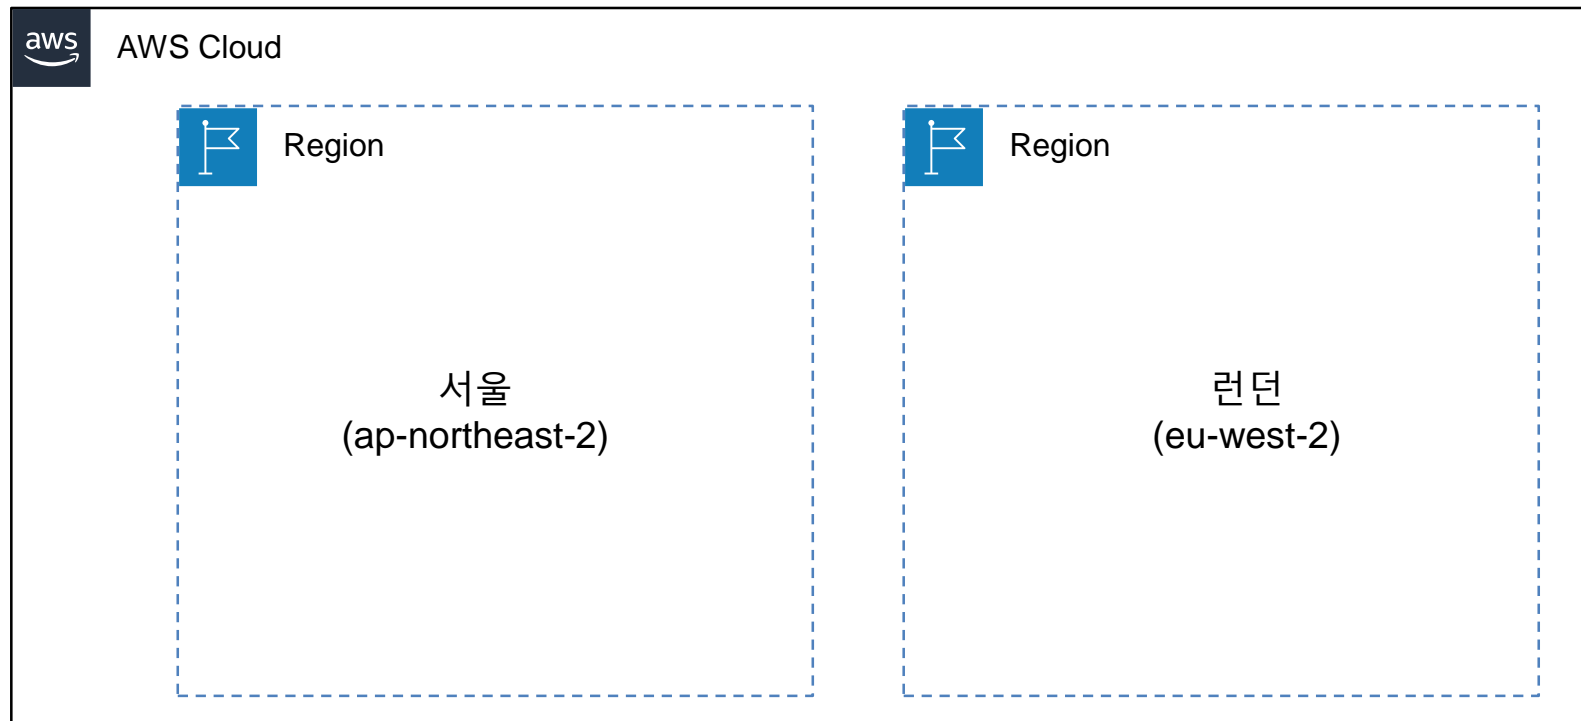 aws
AWS Cloud
Region
서울
(ap-northeast-2)
Region
런던
(eu-west-2)